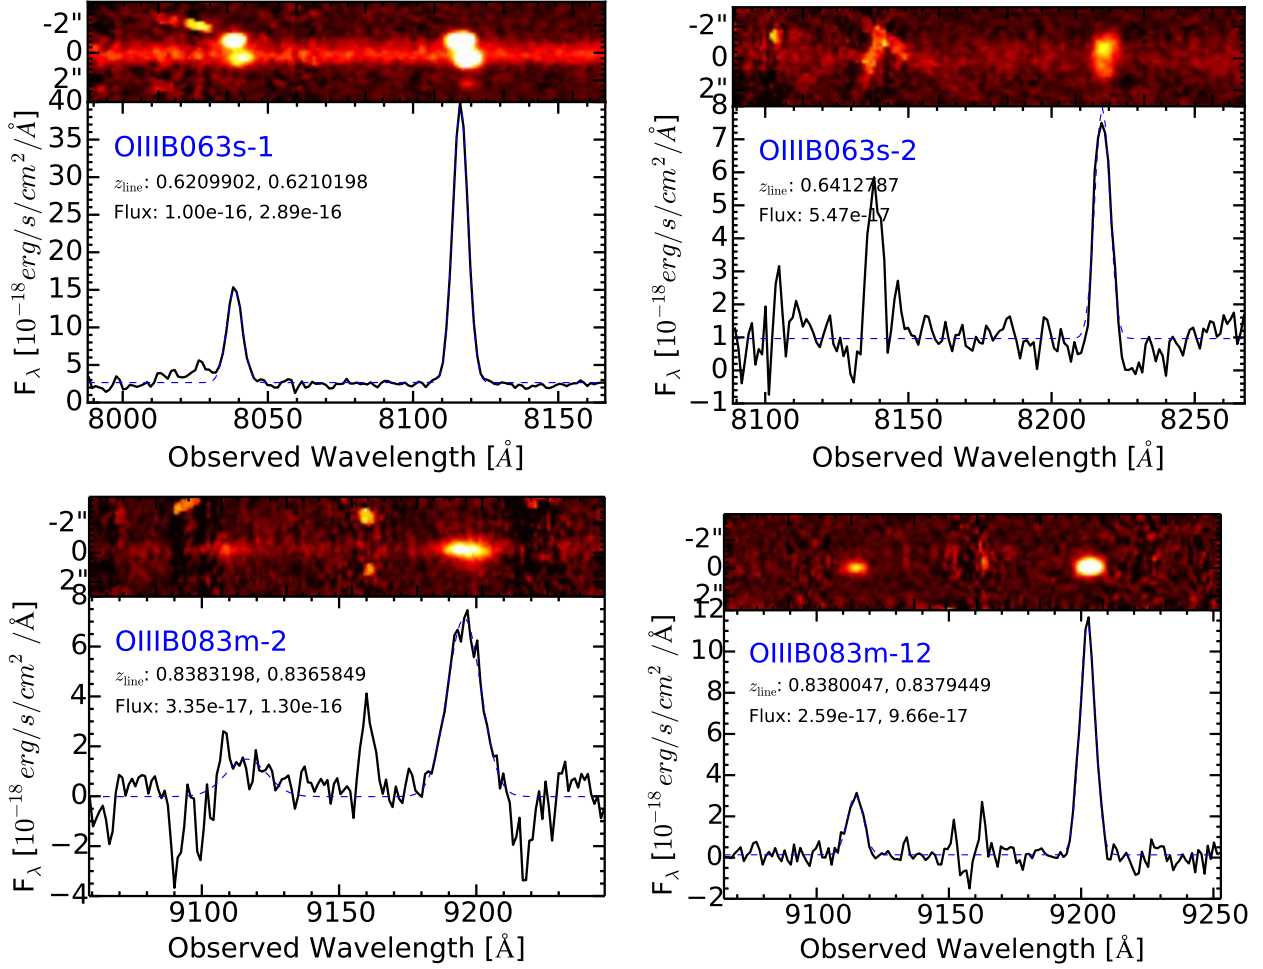 -2"
0
2"
40
35
30
25
20
15
10
5
0
F_λ [10^{-18} erg/s/cm^2/Å]
OIIIB063s-1
z_line: 0.6209902, 0.6210198
Flux: 1.00e-16, 2.89e-16
8000 8050 8100 8150
Observed Wavelength [Å]
-2"
0
2"
8
7
6
5
4
3
2
1
0
−1
F_λ [10^{-18} erg/s/cm^2/Å]
OIIIB063s-2
z_line: 0.6412787
Flux: 5.47e-17
8100 8150 8200 8250
Observed Wavelength [Å]
-2"
0
2"
8
6
4
2
0
−2
−4
F_λ [10^{-18} erg/s/cm^2/Å]
OIIIB083m-2
z_line: 0.8383198, 0.8365849
Flux: 3.35e-17, 1.30e-16
9100 9150 9200
Observed Wavelength [Å]
-2"
0
2"
12
10
8
6
4
2
0
−2
F_λ [10^{-18} erg/s/cm^2/Å]
OIIIB083m-12
z_line: 0.8380047, 0.8379449
Flux: 2.59e-17, 9.66e-17
9100 9150 9200 9250
Observed Wavelength [Å]